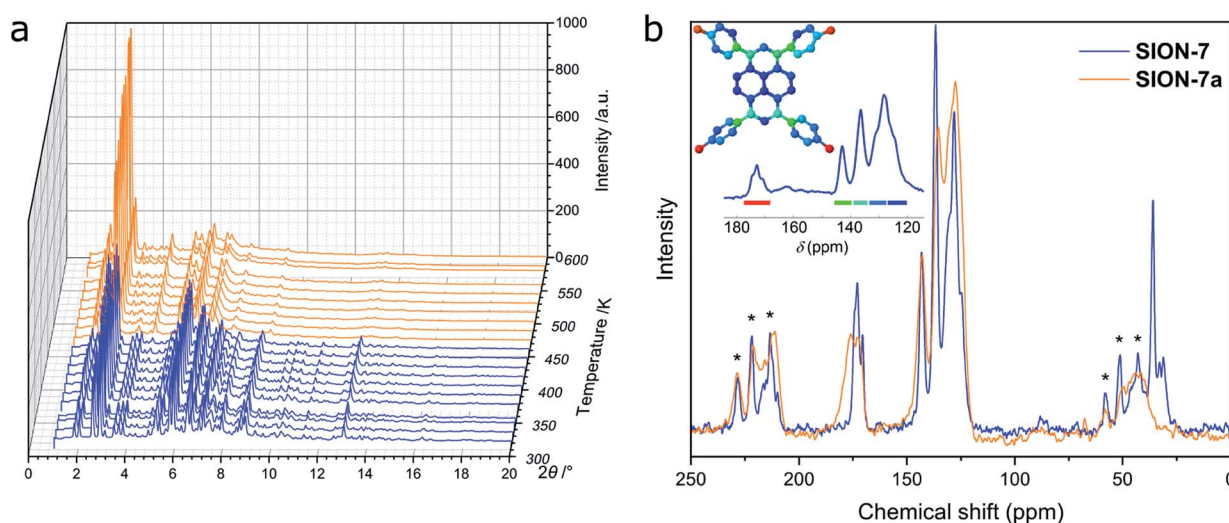 a
1000
800
600
400
200
0
Intensity /a.u.
600
550
500
450
400
350
300
Temperature /K
0 2 4 6 8 10 12 14 16 18 20
2θ /°
b
SION-7
SION-7a
180 160 140 120
δ (ppm)
* * * * * *
Intensity
250 200 150 100 50 0
Chemical shift (ppm)